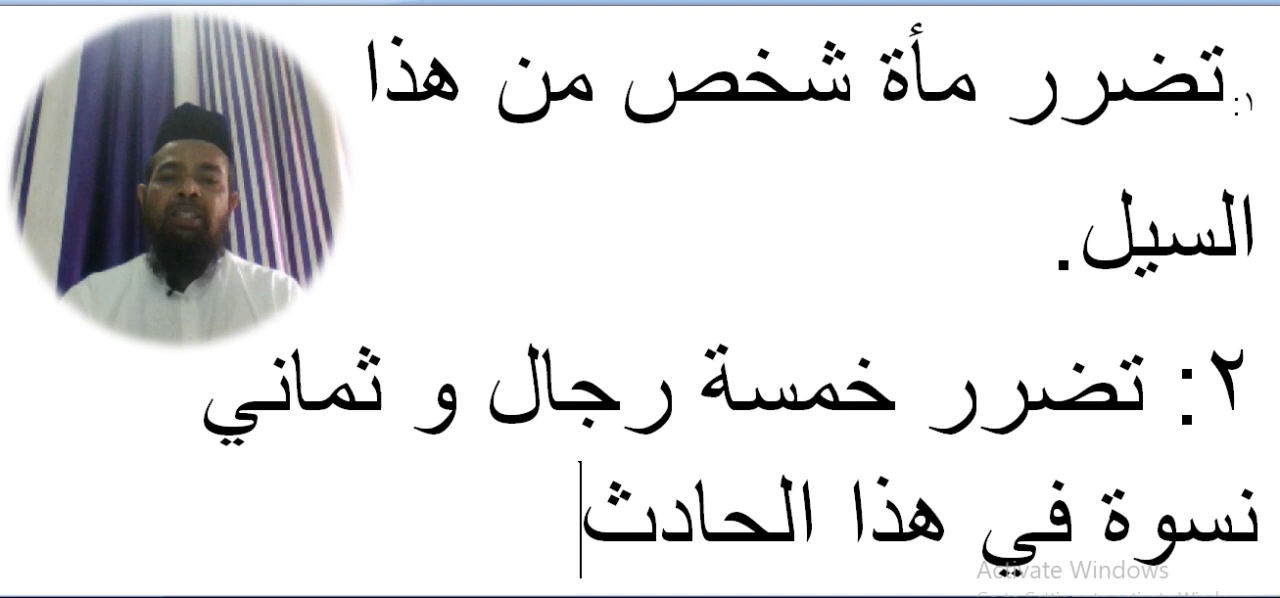 ١: تضرر مأة شخص من هذا
السيل.
٢: تضرر خمسة رجال و ثماني
نسوة في هذا الحادث
Activate Windows